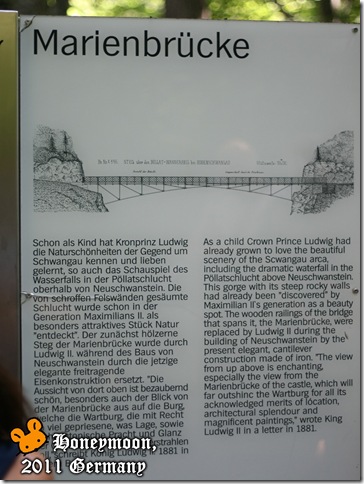 Marienbrücke
Schon als Kind hat Kronprinz Ludwig
die Naturschönheiten der Gegend um
Schwangau kennen und lieben
gelernt, so auch das Schauspiel des
Wasserfalls in der Pöllatschlucht
oberhalb von Neuschwanstein. Die
von schroffen Felswänden gesäumte
Schlucht wurde schon in der
Generation Maximilians II. als
besonders attraktives Stück Natur
"entdeckt". Der zunächst hölzerne
Steg der Marienbrücke wurde durch
Ludwig II. während des Baus von
Neuschwanstein durch die jetzige
elegante freitragende
Eisenkonstruktion ersetzt. "Die
Aussicht von dort oben ist bezaubernd
schön, besonders auch der Blick von
der Marienbrücke aus auf die Burg,
welche die Wartburg, die mit Recht
viel gepriesene, was Lage, sowie
Pracht und Glanz
Ludwig II. 1881 in
As a child Crown Prince Ludwig had
already grown to love the beautiful
scenery of the Scwangau area,
including the dramatic waterfall in the
Pöllatschlucht above Neuschwanstein.
This gorge with its steep rocky walls
had already been "discovered" by
Maximilian II's generation as a beauty
spot. The wooden railings of the bridge
that spans it, the Marienbrücke, were
replaced by Ludwig II during the
building of Neuschwanstein by the
present elegant, cantilever
construction made of iron. "The view
from up above is enchanting,
especially the view from the
Marienbrücke of the castle, which will
far outshine the Wartburg for all its
acknowledged merits of location,
architectural splendour and
magnificent paintings," wrote King
Ludwig II in a letter in 1881.
Honeymoon,
2011 Germany